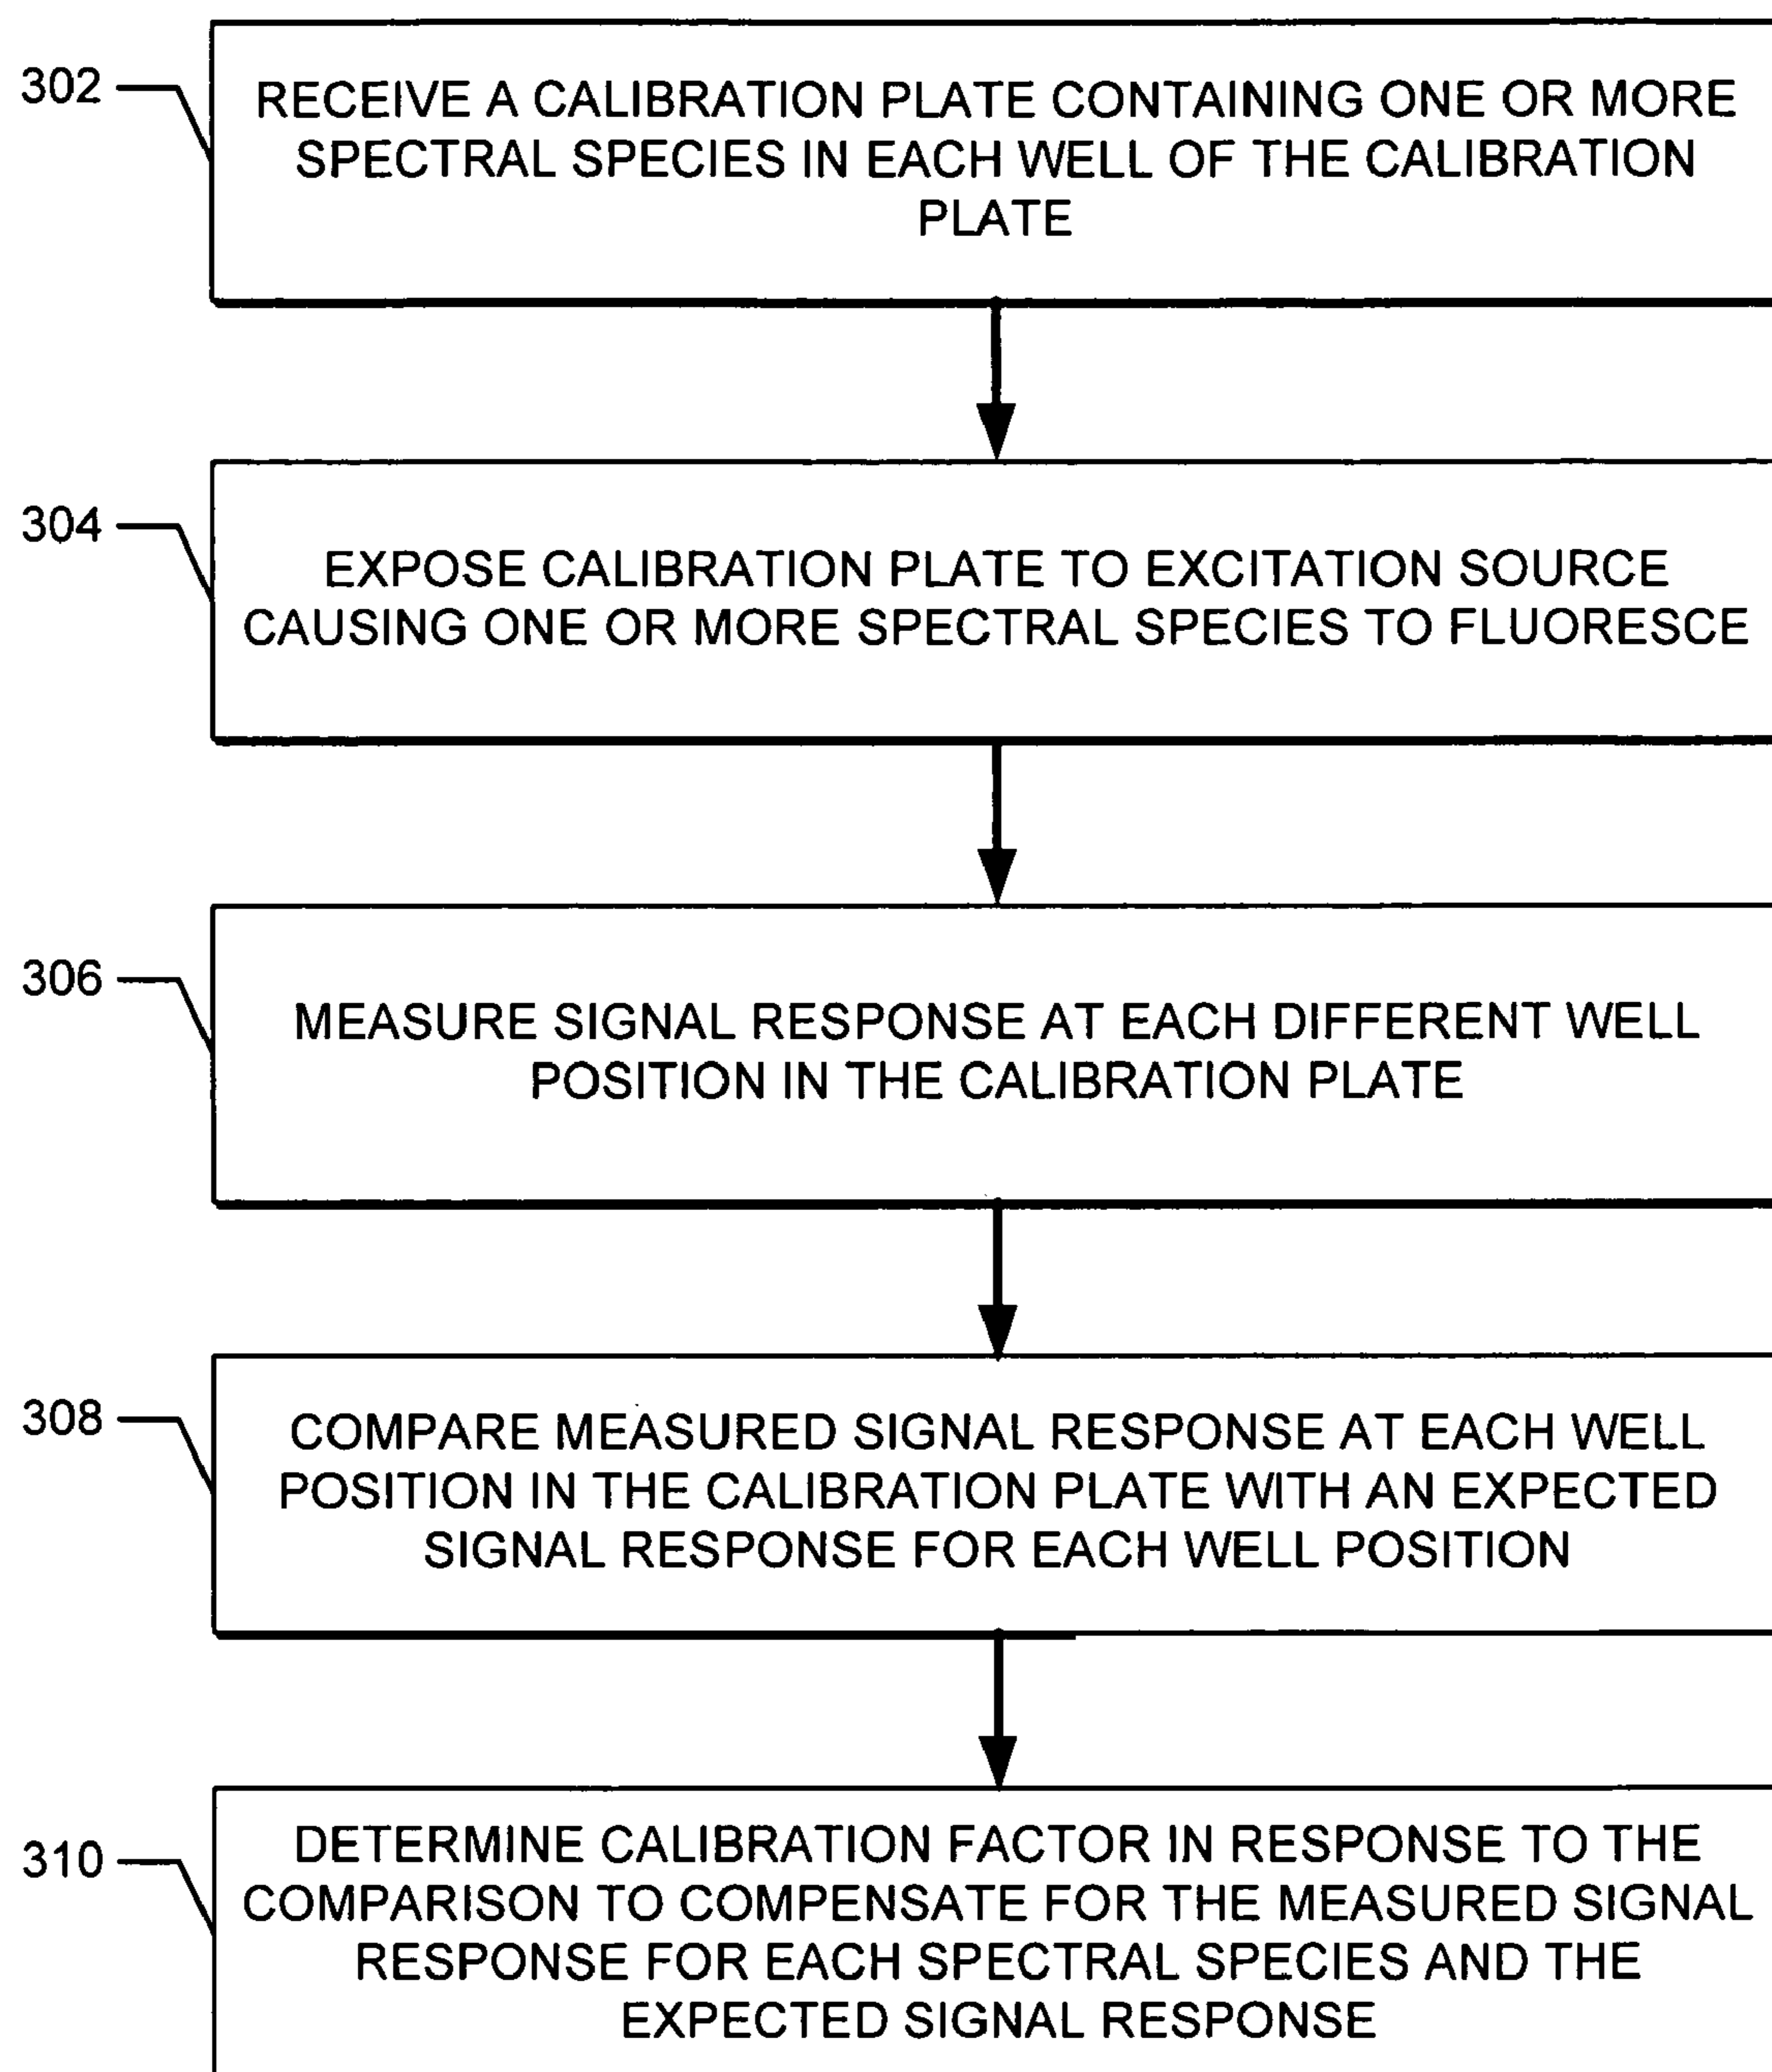 302
RECEIVE A CALIBRATION PLATE CONTAINING ONE OR MORE
SPECTRAL SPECIES IN EACH WELL OF THE CALIBRATION
PLATE
304
EXPOSE CALIBRATION PLATE TO EXCITATION SOURCE
CAUSING ONE OR MORE SPECTRAL SPECIES TO FLUORESCE
306
MEASURE SIGNAL RESPONSE AT EACH DIFFERENT WELL
POSITION IN THE CALIBRATION PLATE
308
COMPARE MEASURED SIGNAL RESPONSE AT EACH WELL
POSITION IN THE CALIBRATION PLATE WITH AN EXPECTED
SIGNAL RESPONSE FOR EACH WELL POSITION
310
DETERMINE CALIBRATION FACTOR IN RESPONSE TO THE
COMPARISON TO COMPENSATE FOR THE MEASURED SIGNAL
RESPONSE FOR EACH SPECTRAL SPECIES AND THE
EXPECTED SIGNAL RESPONSE